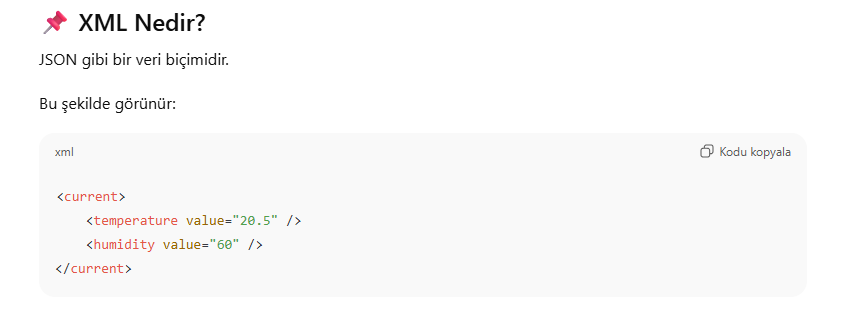 📌 XML Nedir?
JSON gibi bir veri biçimidir.
Bu şekilde görünür:
xml
Kodu kopyala
<current>
    <temperature value="20.5" />
    <humidity value="60" />
</current>